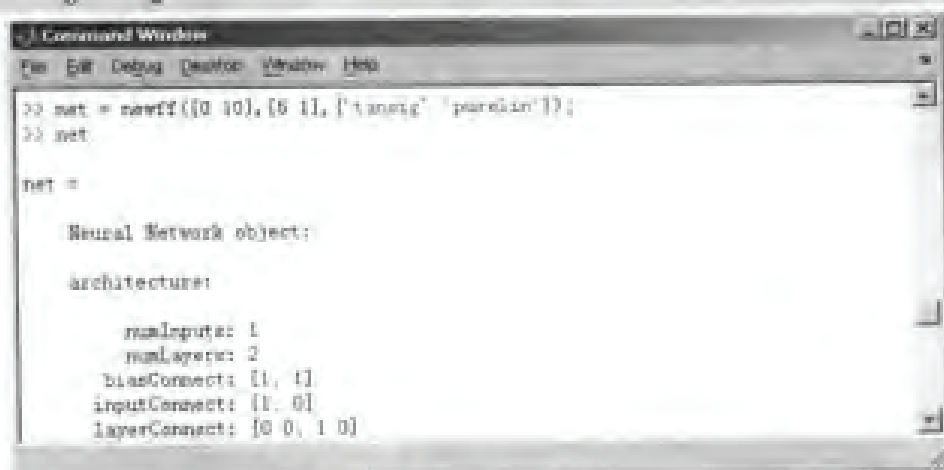 Command Window
File Edit Debug Desktop Window Help
>> net = newff([0 10],[5 1],{'tansig' 'purelin'});
>> net
net =
Neural Network object:
architecture:
numInputs: 1
numLayers: 2
biasConnect: [1; 1]
inputConnect: [1; 0]
layerConnect: [0 0; 1 0]